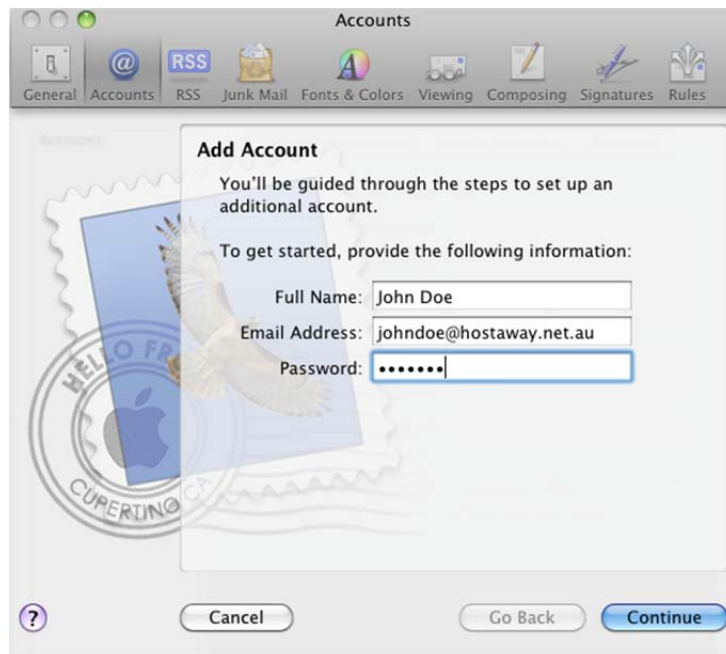 Accounts
@ RSS
General Accounts RSS Junk Mail Fonts & Colors Viewing Composing Signatures Rules
Accounts
Add Account
You'll be guided through the steps to set up an
additional account.
To get started, provide the following information:
Full Name: John Doe
Email Address: johndoe@hostaway.net.au
Password: •••••••
HELLO FR
CUPERTINO CA
? Cancel Go Back Continue